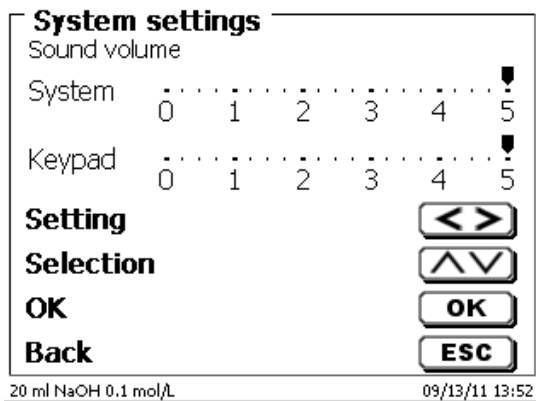 System settings
Sound volume
System
0 1 2 3 4 5
Keypad
0 1 2 3 4 5
Setting < >
Selection ∧ ∨
OK OK
Back ESC
20 ml NaOH 0.1 mol/L 09/13/11 13:52